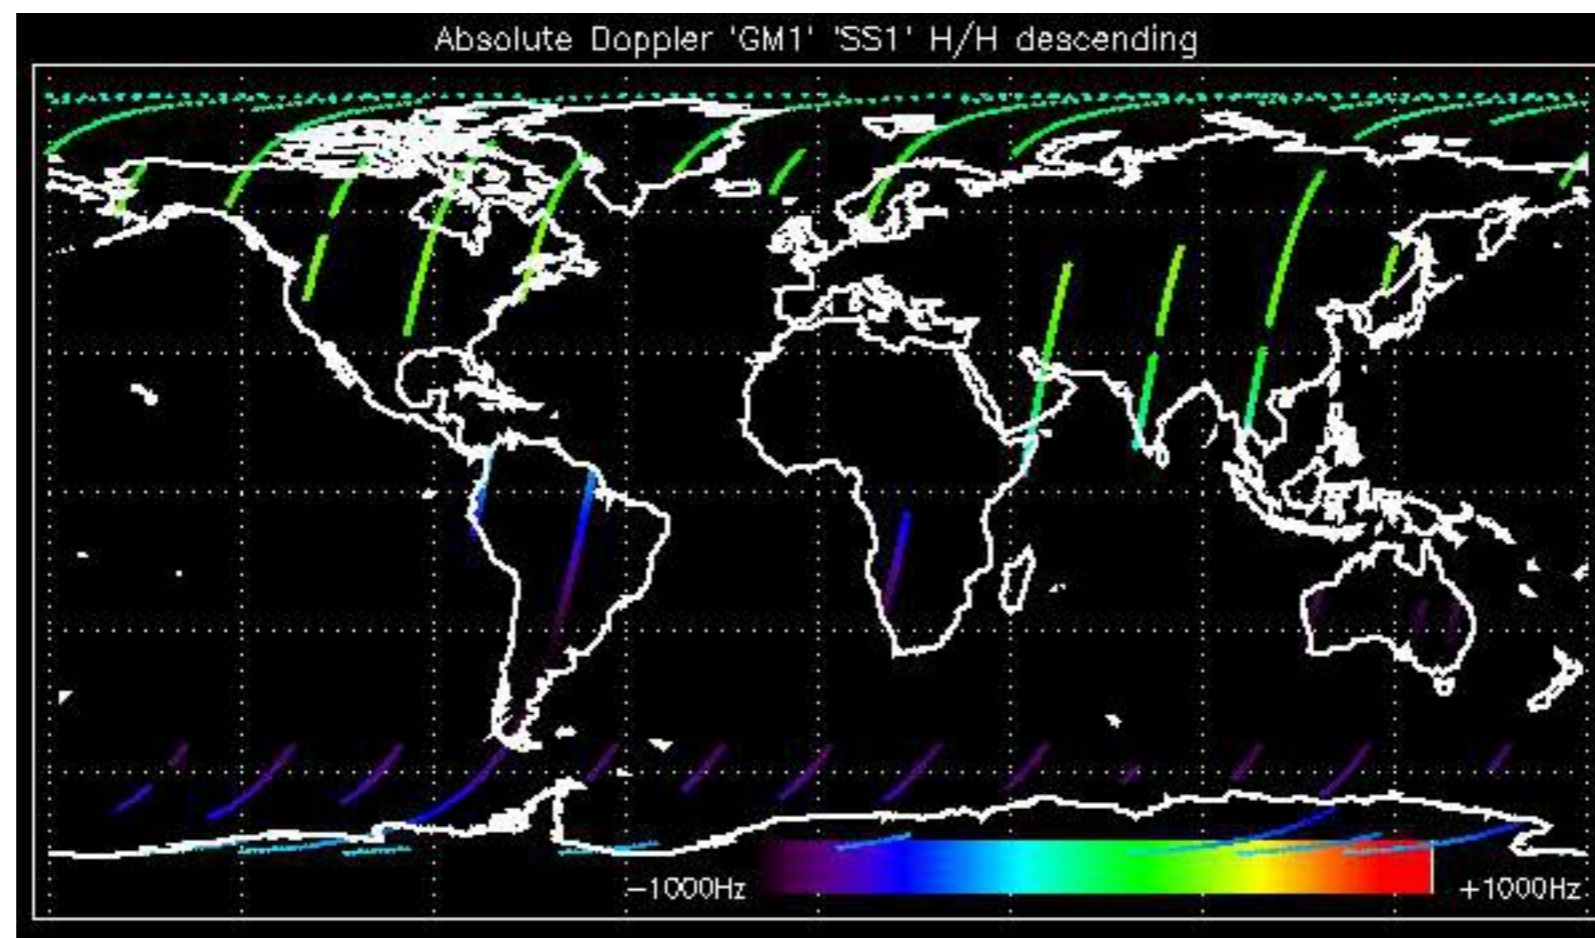 Absolute Doppler 'GM1' 'SS1' H/H descending
-1000Hz
+1000Hz